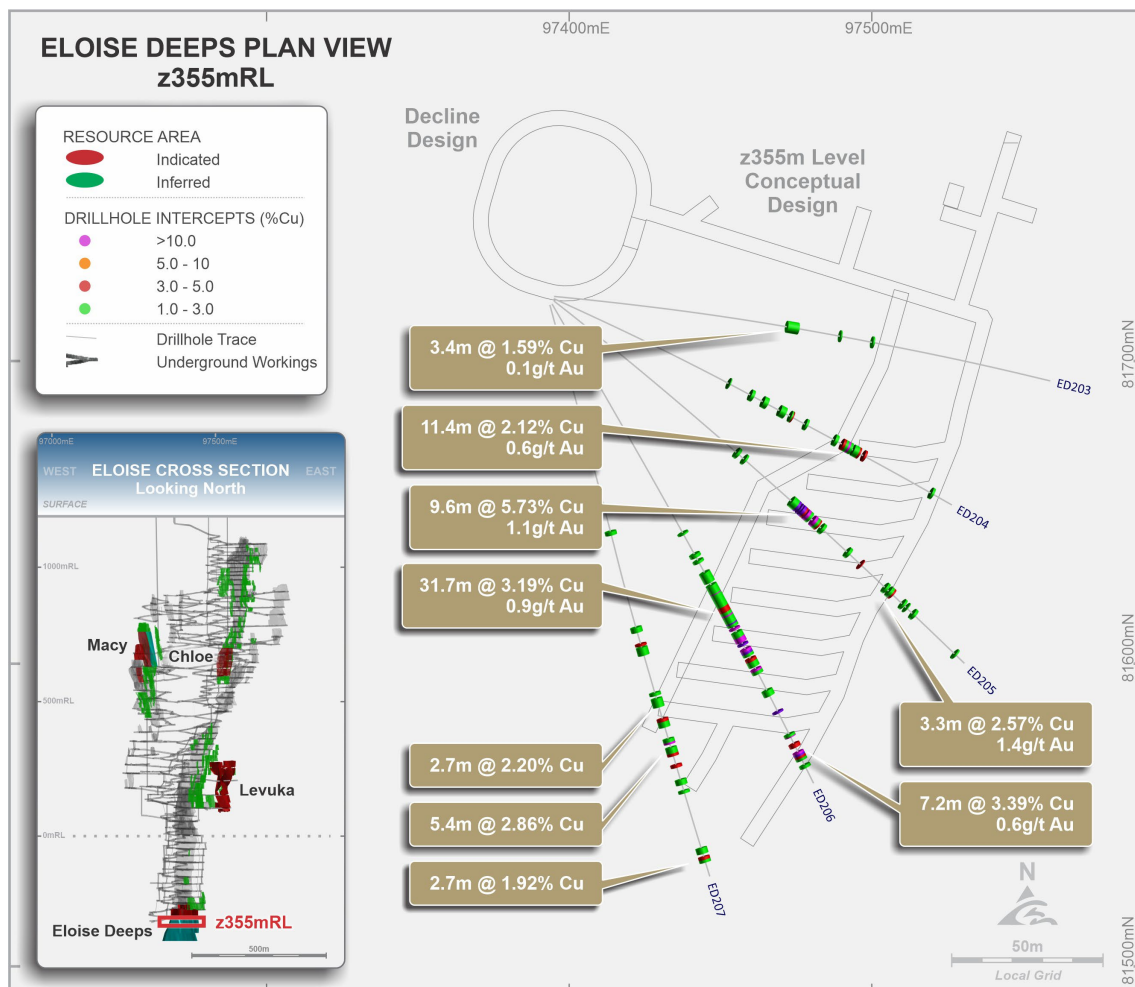 ELOISE DEEPS PLAN VIEW
z355mRL
97400mE
97500mE
RESOURCE AREA
Indicated
Inferred
DRILLHOLE INTERCEPTS (%Cu)
>10.0
5.0 - 10
3.0 - 5.0
1.0 - 3.0
Drillhole Trace
Underground Workings
Decline
Design
z355m Level
Conceptual
Design
81700mN
81600mN
81500mN
3.4m @ 1.59% Cu
0.1g/t Au
11.4m @ 2.12% Cu
0.6g/t Au
9.6m @ 5.73% Cu
1.1g/t Au
31.7m @ 3.19% Cu
0.9g/t Au
2.7m @ 2.20% Cu
5.4m @ 2.86% Cu
2.7m @ 1.92% Cu
3.3m @ 2.57% Cu
1.4g/t Au
7.2m @ 3.39% Cu
0.6g/t Au
ED203
ED204
ED205
ED206
ED207
97000mE
97500mE
WEST
ELOISE CROSS SECTION
EAST
Looking North
SURFACE
1000mRL
Macy
Chloe
500mRL
Levuka
0mRL
z355mRL
Eloise Deeps
500m
N
50m
Local Grid